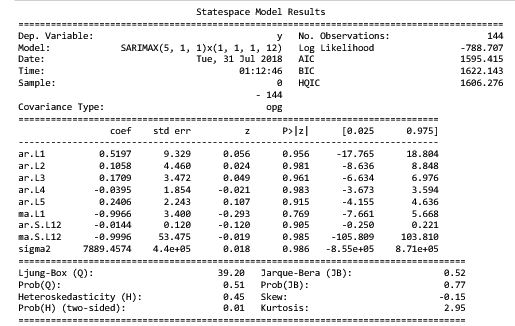 Statespace Model Results
==============================================================================
Dep. Variable: y No. Observations: 144
Model: SARIMAX(5, 1, 1)x(1, 1, 1, 12) Log Likelihood -788.707
Date: Tue, 31 Jul 2018 AIC 1595.415
Time: 01:12:46 BIC 1622.143
Sample: 0 HQIC 1606.276
- 144
Covariance Type: opg
==============================================================================
coef std err z P>|z| [0.025 0.975]
------------------------------------------------------------------------------
ar.L1 0.5197 9.329 0.056 0.956 -17.765 18.804
ar.L2 0.1058 4.460 0.024 0.981 -8.636 8.848
ar.L3 0.1709 3.472 0.049 0.961 -6.634 6.976
ar.L4 -0.0395 1.854 -0.021 0.983 -3.673 3.594
ar.L5 0.2406 2.243 0.107 0.915 -4.155 4.636
ma.L1 -0.9966 3.400 -0.293 0.769 -7.661 5.668
ar.S.L12 -0.0144 0.120 -0.120 0.905 -0.250 0.221
ma.S.L12 -0.9996 53.475 -0.019 0.985 -105.809 103.810
sigma2 7889.4574 4.4e+05 0.018 0.986 -8.55e+05 8.71e+05
==============================================================================
Ljung-Box (Q): 39.20 Jarque-Bera (JB): 0.52
Prob(Q): 0.51 Prob(JB): 0.77
Heteroskedasticity (H): 0.45 Skew: -0.15
Prob(H) (two-sided): 0.01 Kurtosis: 2.95
==============================================================================